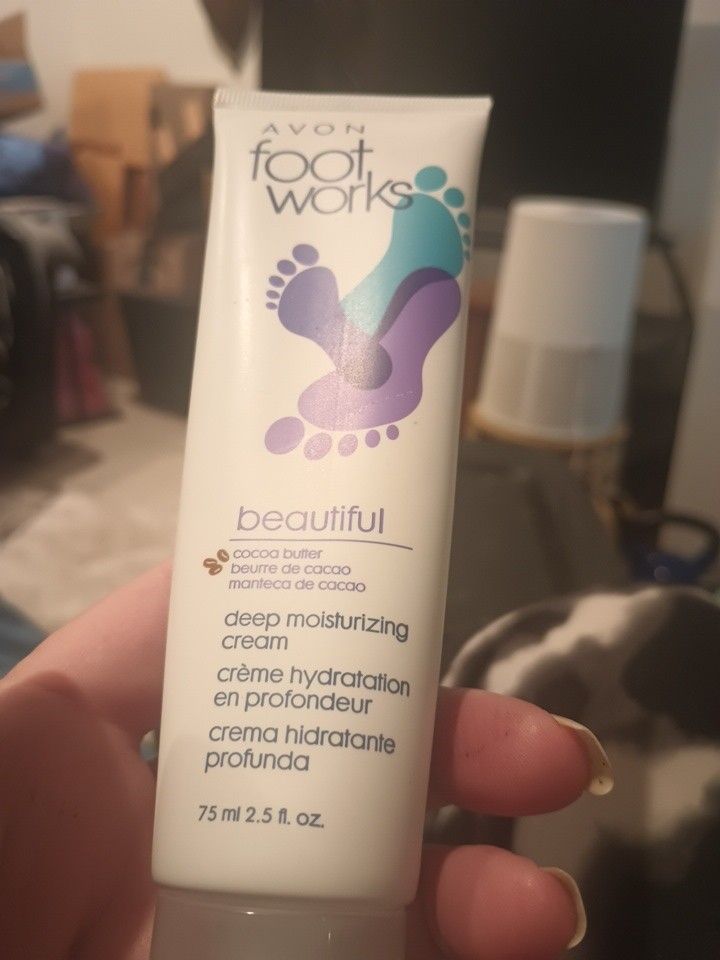 AVON
foot
works
beautiful
cocoa butter
beurre de cacao
manteca de cacao
deep moisturizing
cream
crème hydratation
en profondeur
crema hidratante
profunda
75 ml 2.5 fl. oz.